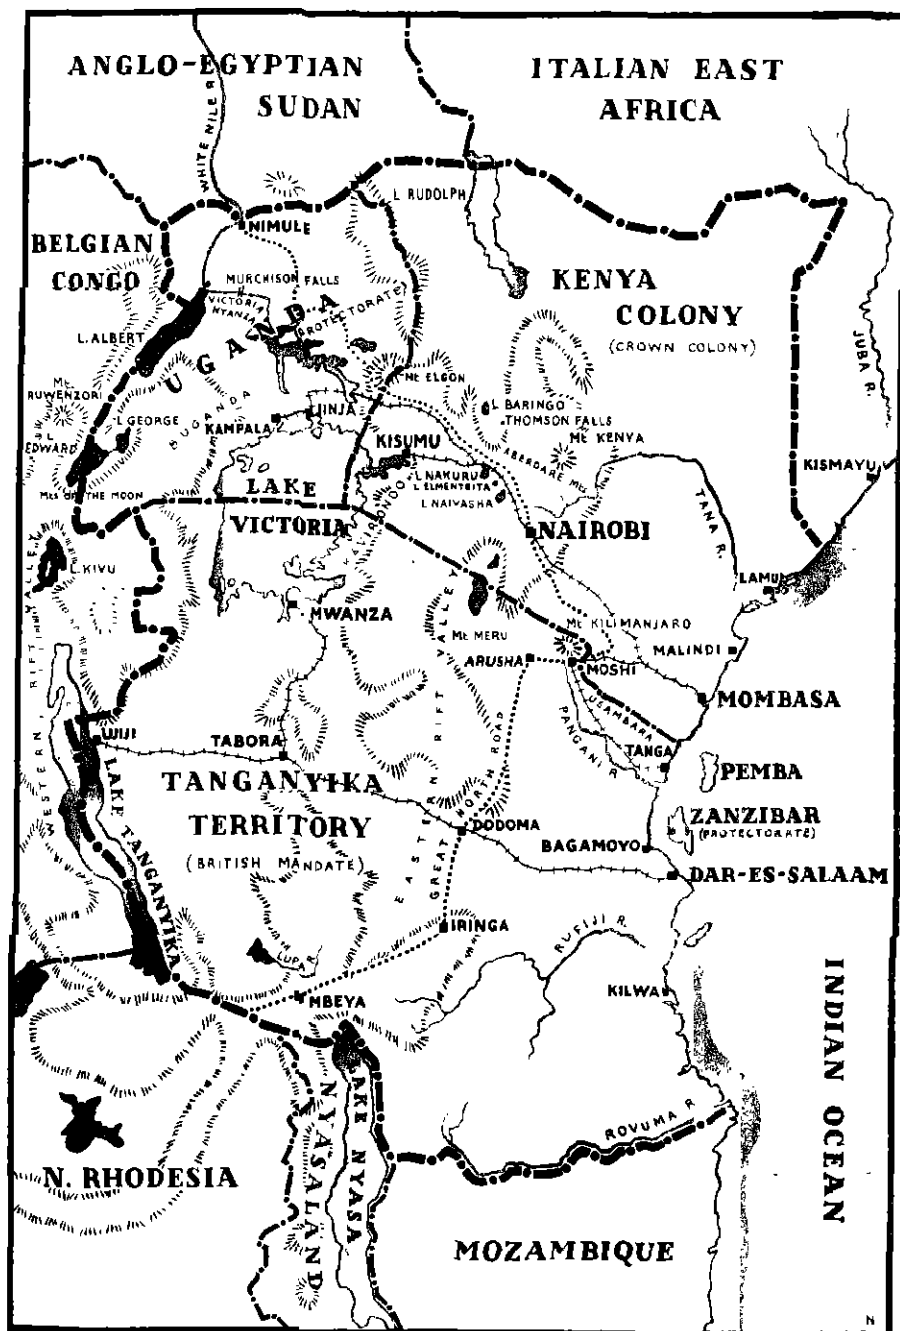 ANGLO-EGYPTIAN
SUDAN
ITALIAN EAST
AFRICA
WHITE NILE R
L RUDOLPH
NIMULE
BELGIAN
CONGO
MURCHISON FALLS
VICTORIA
NYANSA
KENYA
COLONY
(CROWN COLONY)
UGANDA
(PROTECTORATE)
L. ALBERT
JUBA R.
Mt
RUWENZORI
Mt ELGON
L GEORGE
BUGANDA
L BARINGO
THOMSON FALLS
JINJA
KAMPALA
L
EDWARD
KISUMU
Mt KENYA
ABERDARE Mts
KISMAYU
L NAKURU
L ELMENTEITA
L NAIVASHA
Mts OF THE MOON
LAKE
VICTORIA
KAVIRONDO
TANA R.
NAIROBI
L. KIVU
LAMU
MWANZA
Mt MERU
Mt KILIMANJARO
MALINDI
ARUSHA
MOSHI
WESTERN RIFT VALLEY
EASTERN RIFT VALLEY
MOMBASA
USAMBARA
PANGANI R
UJIJI
TABORA
TANGA
GREAT NORTH ROAD
PEMBA
LAKE TANGANYIKA
TANGANYIKA
TERRITORY
(BRITISH MANDATE)
DODOMA
ZANZIBAR
(PROTECTORATE)
BAGAMOYO
DAR-ES-SALAAM
IRINGA
RUFIJI R.
LUPA R.
MBEYA
KILWA
INDIAN OCEAN
N. RHODESIA
NYASALAND
LAKE NYASA
ROVUMA R
MOZAMBIQUE
N